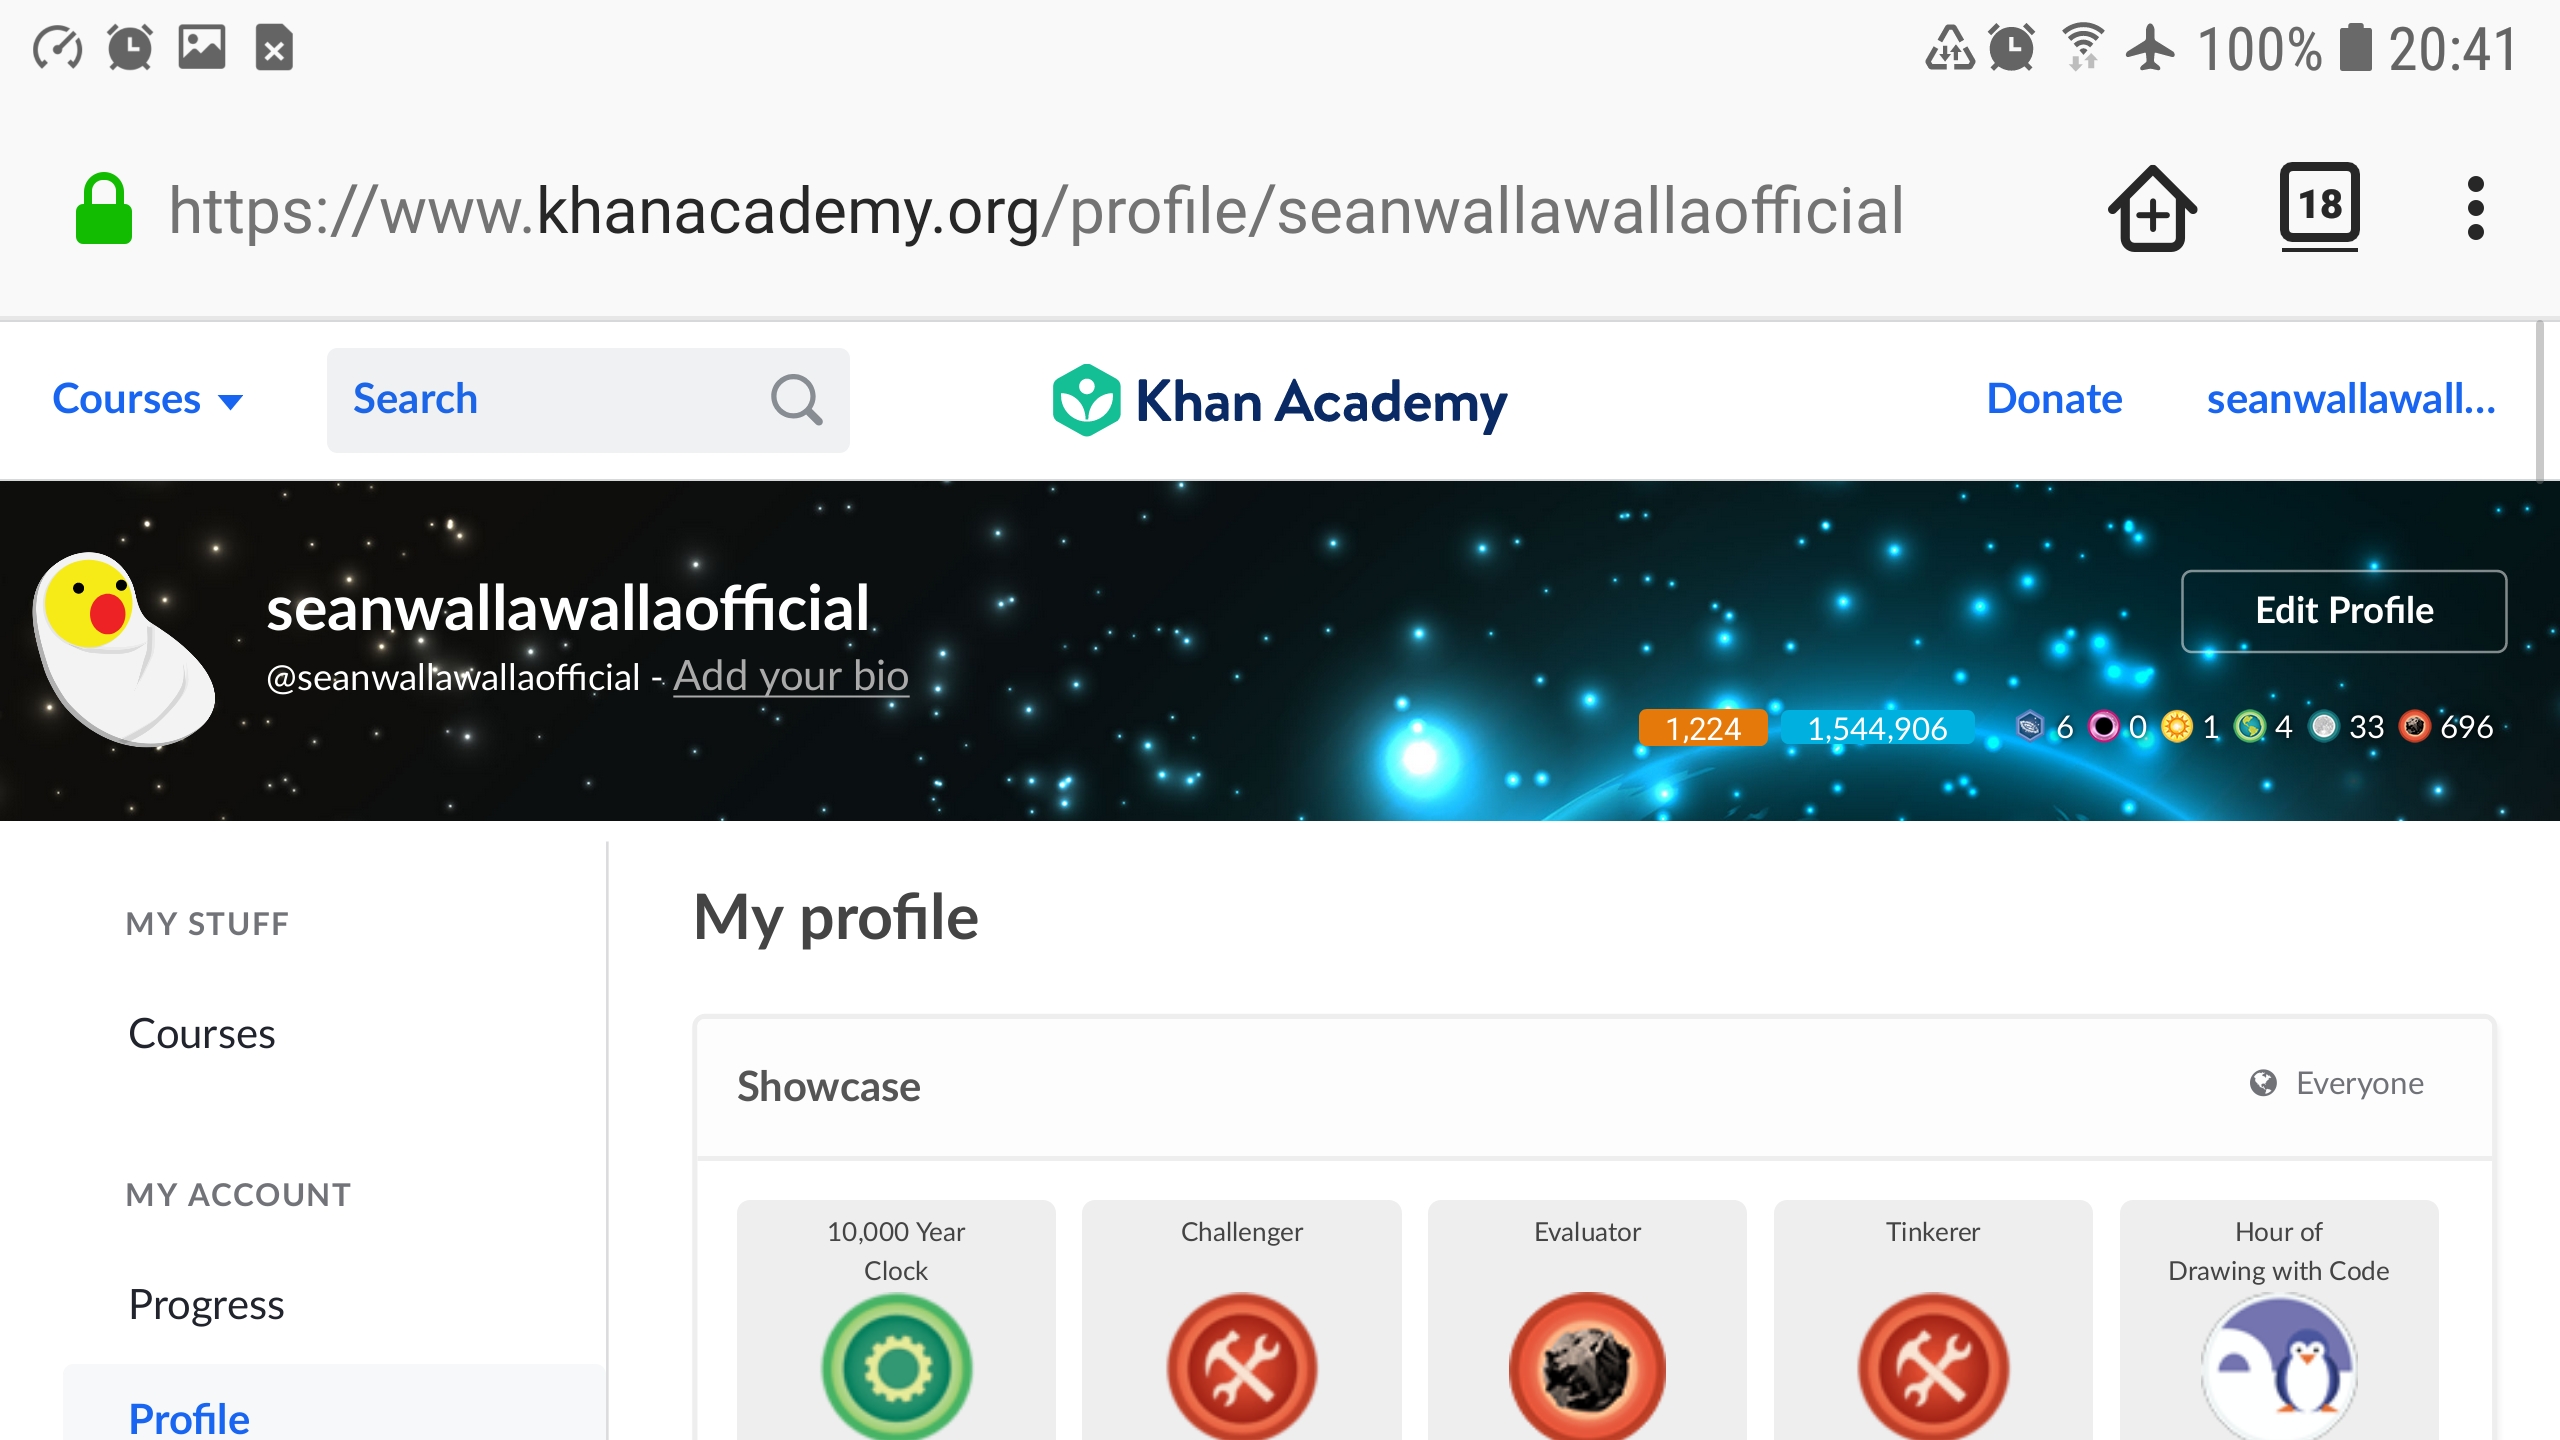 100% 20:41
https://www.khanacademy.org/profile/seanwallawallaofficial
18
Courses
Search
Khan Academy
Donate
seanwallawall...
seanwallawallaofficial
@seanwallawallaofficial - Add your bio
Edit Profile
1,224 1,544,906 6 0 1 4 33 696
MY STUFF
Courses
MY ACCOUNT
Progress
Profile
My profile
Showcase
Everyone
10,000 Year
Clock
Challenger
Evaluator
Tinkerer
Hour of
Drawing with Code